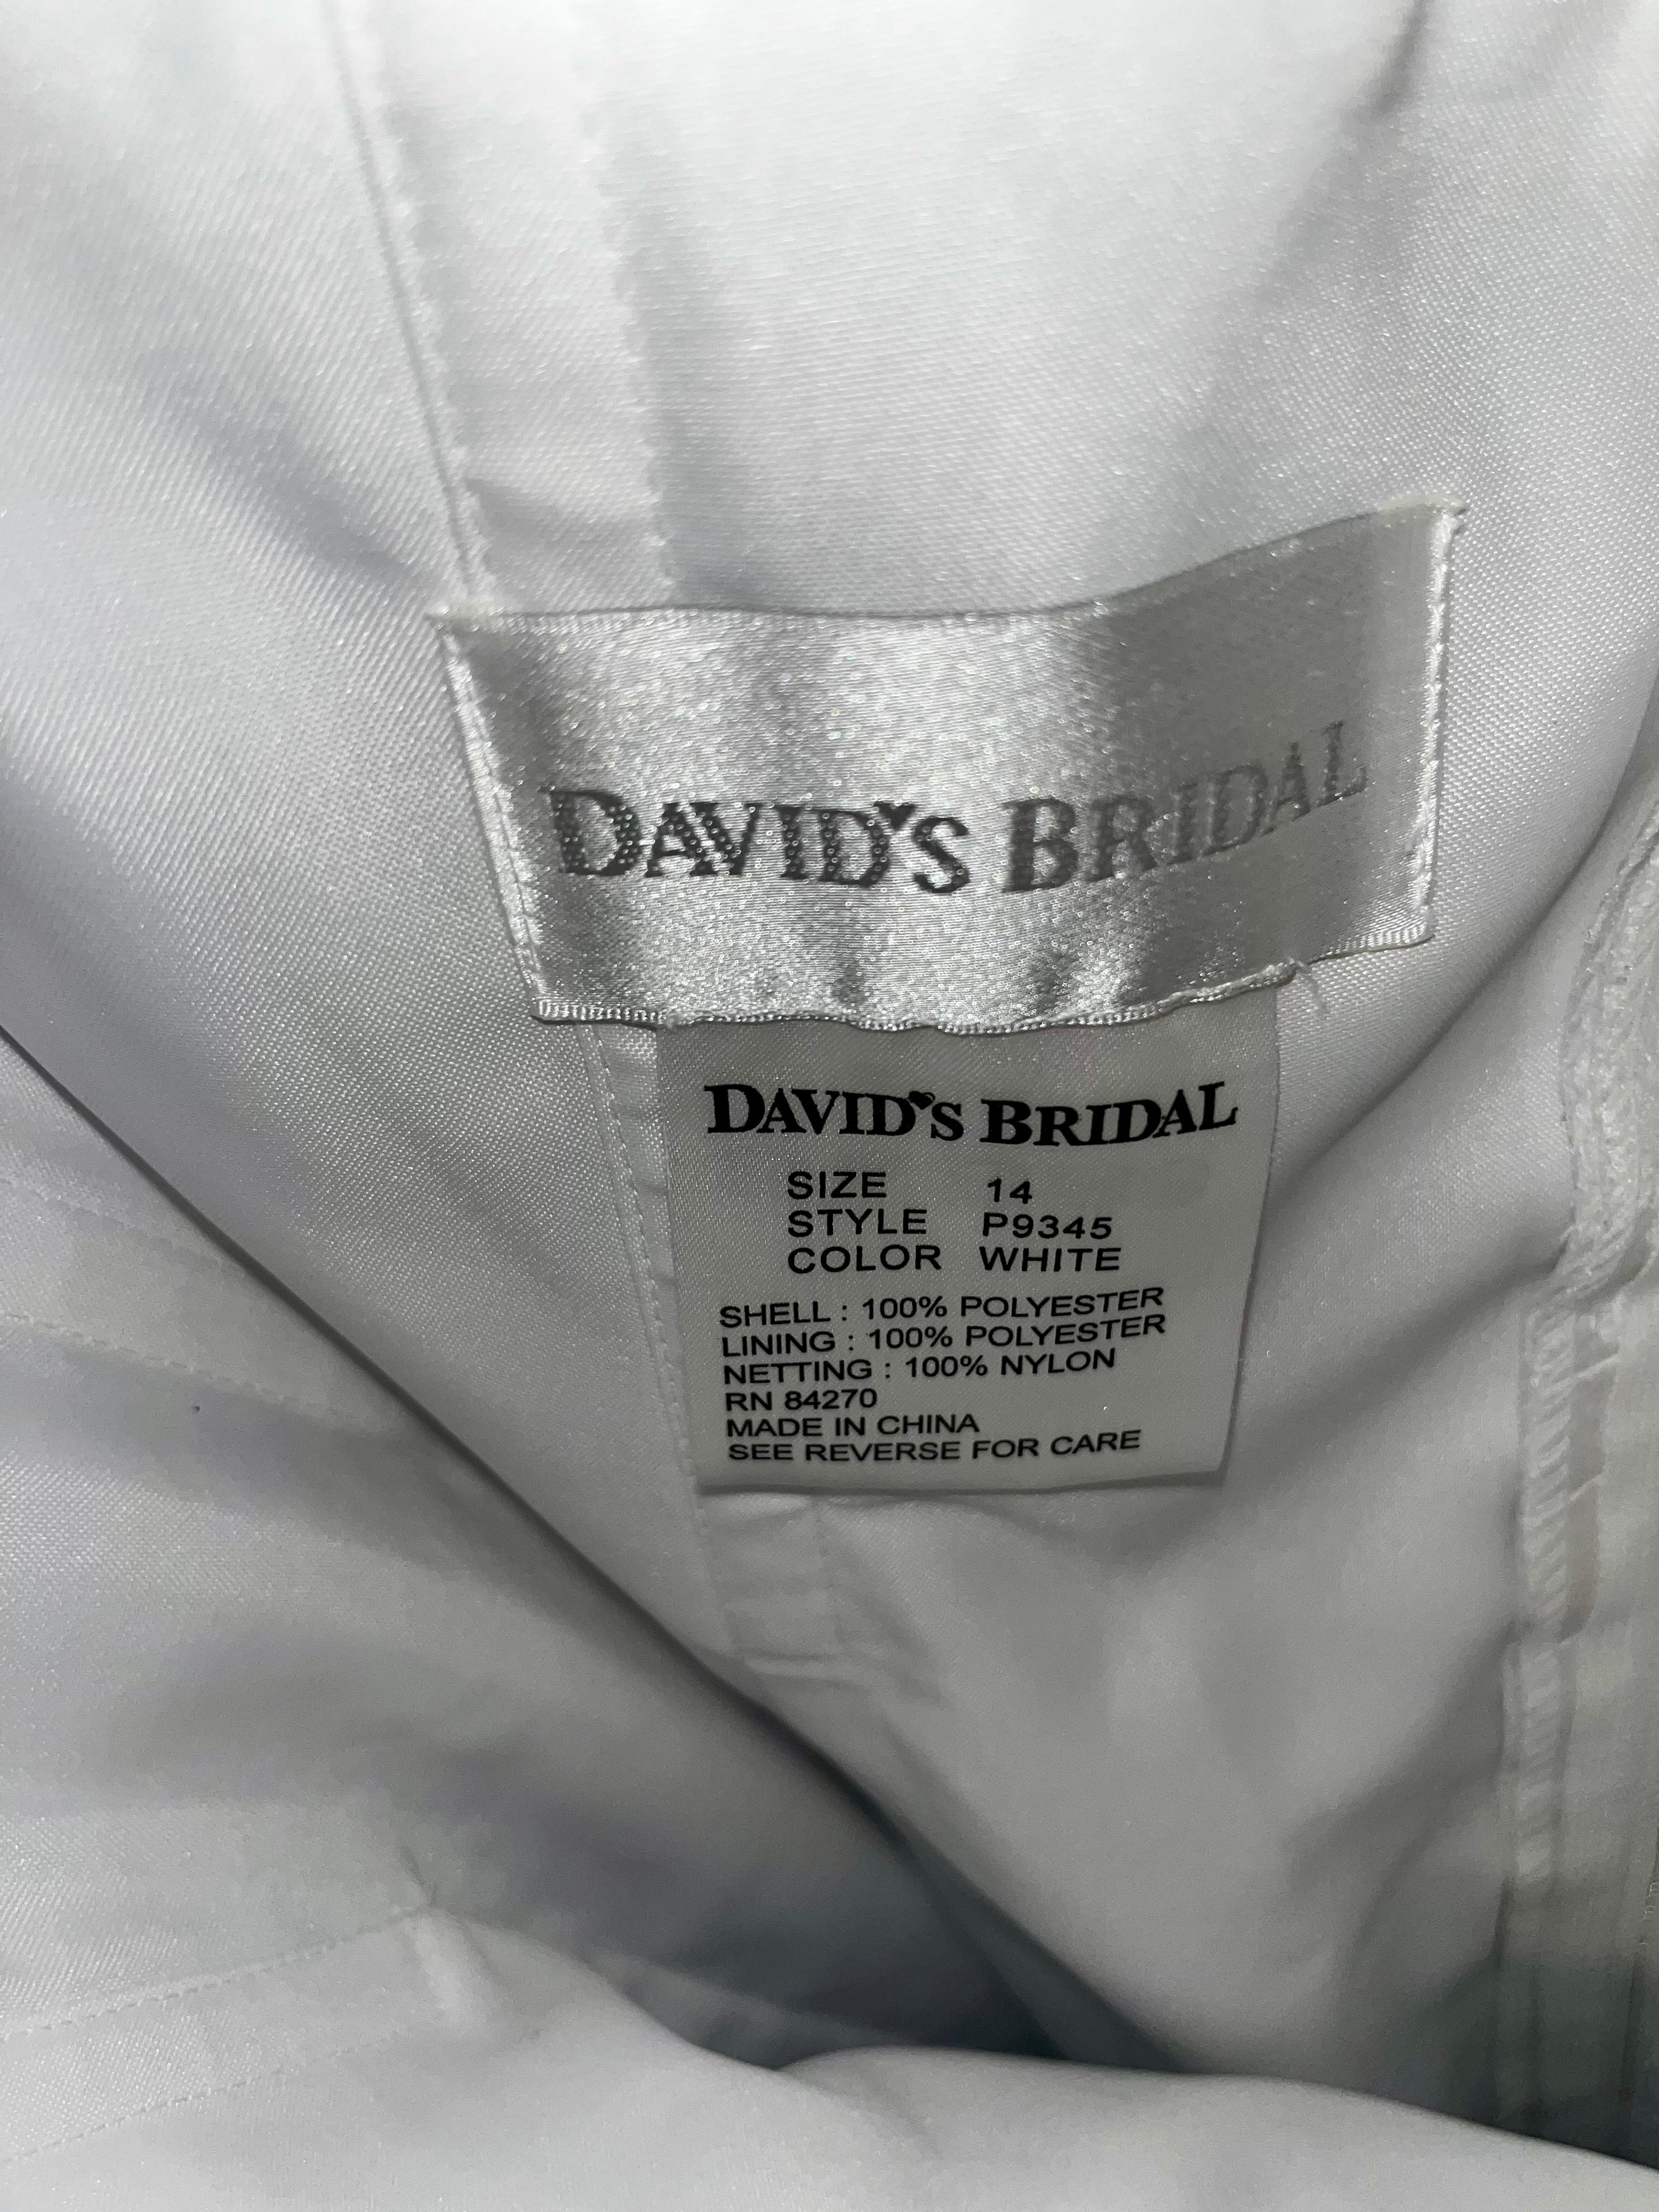 DAVID'S BRIDAL
DAVID'S BRIDAL
SIZE 14
STYLE P9345
COLOR WHITE
SHELL : 100% POLYESTER
LINING : 100% POLYESTER
NETTING : 100% NYLON
RN 84270
MADE IN CHINA
SEE REVERSE FOR CARE